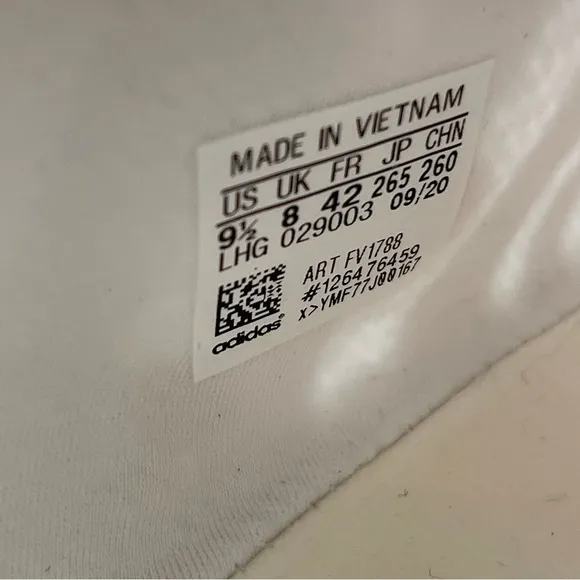 MADE IN VIETNAM
US UK FR JP CHN
9½ 8 42 265 260
LHG 029003 09/20
ART FV1788
#126476459
x>YMF77J00167
adidas®